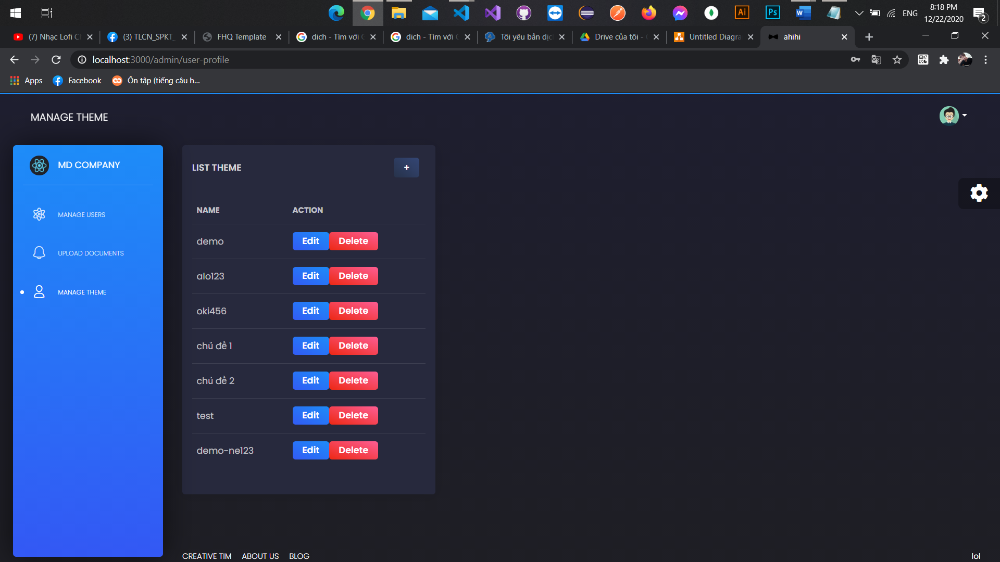 Ai
Ps
W
ENG
8:18 PM
12/22/2020
2
(7) Nhạc Lofi
(3) TLCN_SPKT_
FHQ Template
dich - Tìm với
dich - Tìm với
Tôi yêu bản
Drive của tôi -
Untitled Diagra
ahihi
localhost:3000/admin/user-profile
Apps
Facebook
Ôn tập (tiếng câu h...
MANAGE THEME
MD COMPANY
MANAGE USERS
UPLOAD DOCUMENTS
MANAGE THEME
LIST THEME
+
NAME ACTION
demo Edit Delete
alo123 Edit Delete
oki456 Edit Delete
chủ đề 1 Edit Delete
chủ đề 2 Edit Delete
test Edit Delete
demo-ne123 Edit Delete
CREATIVE TIM ABOUT US BLOG
lol